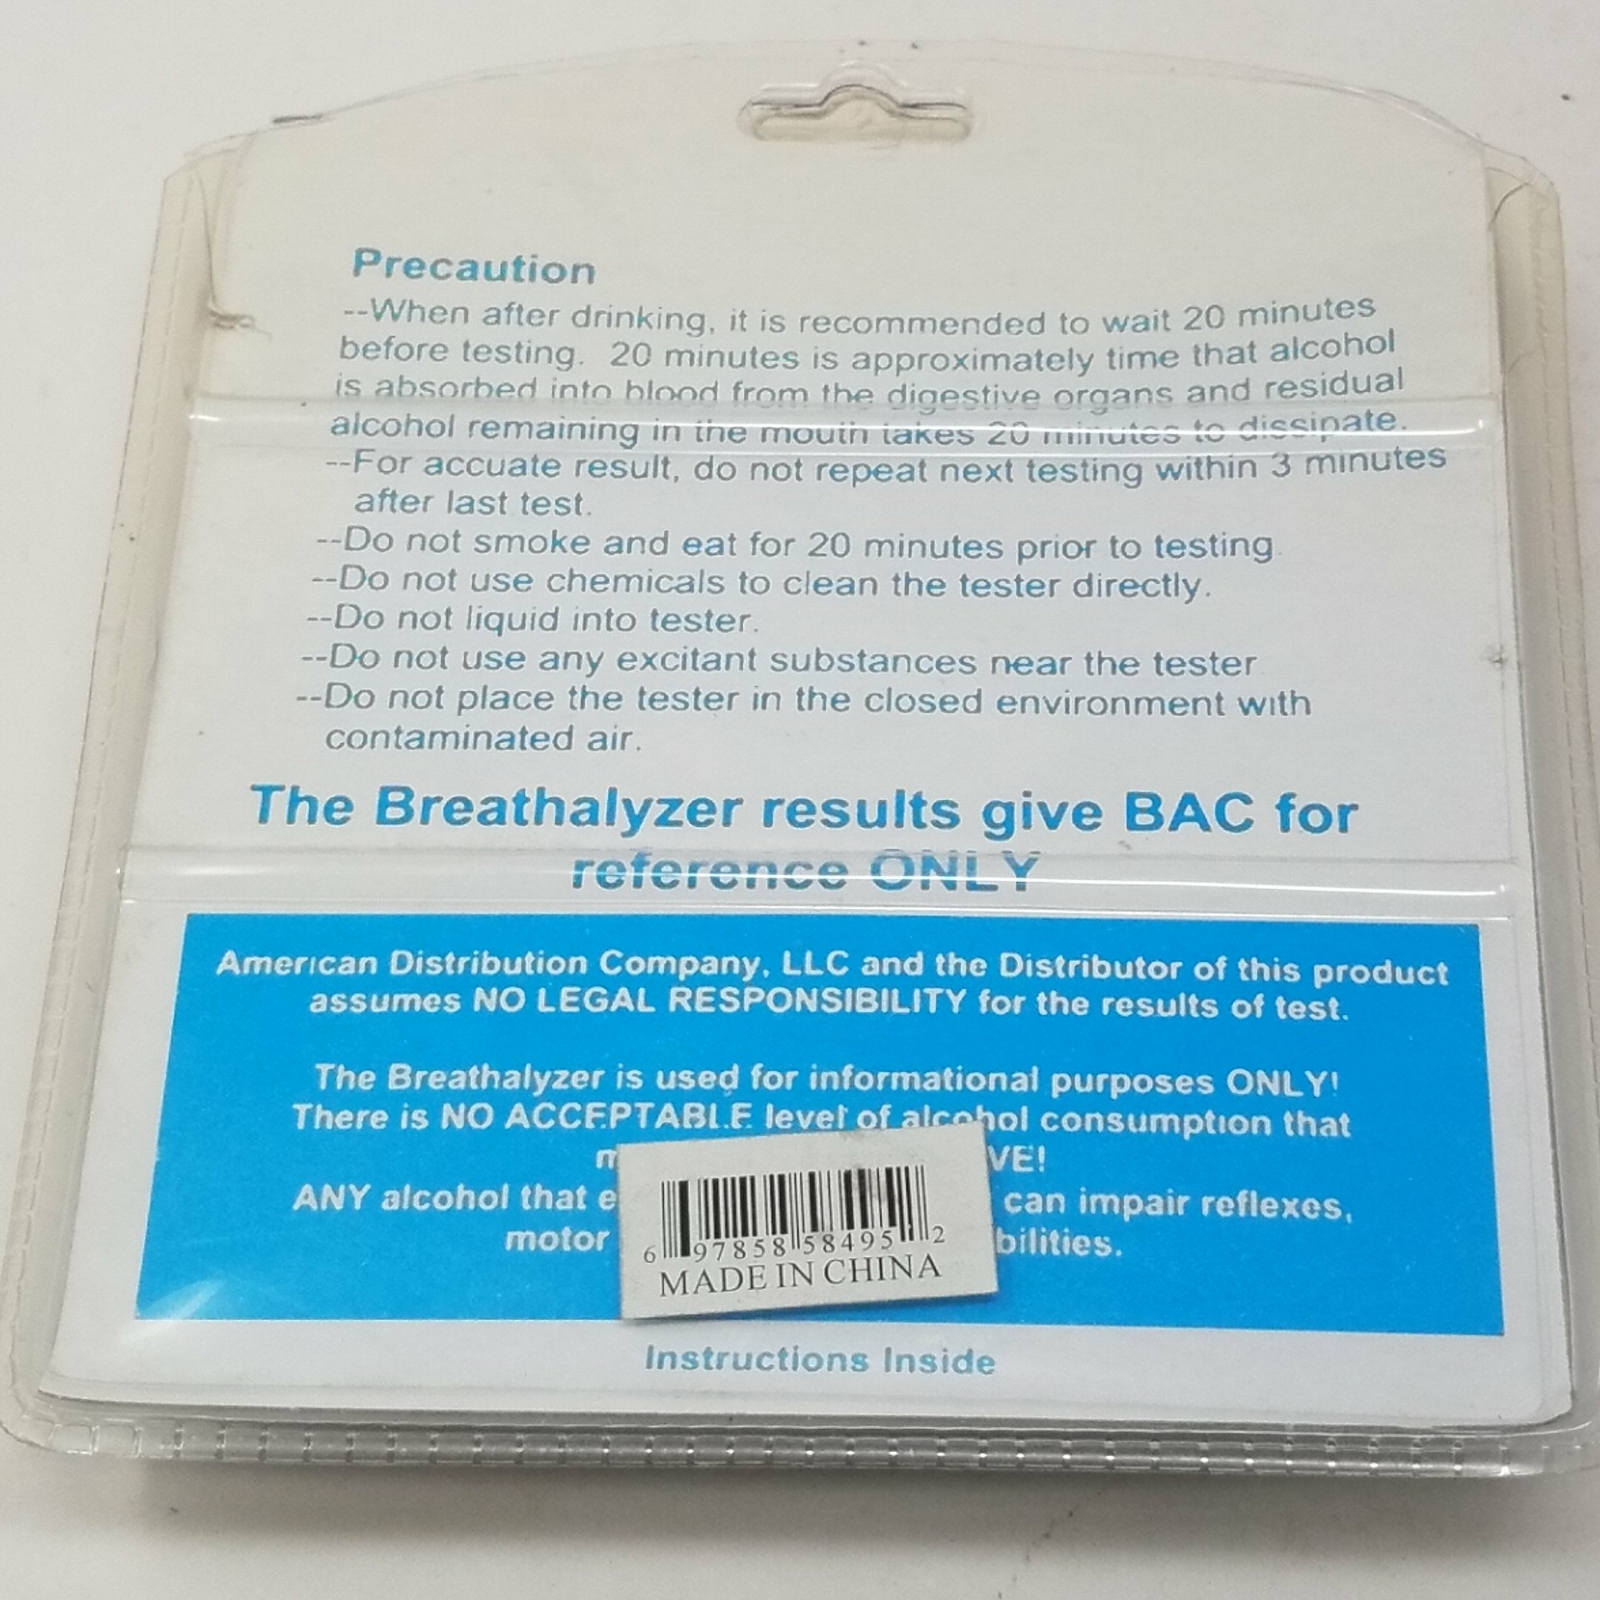 Precaution
--When after drinking, it is recommended to wait 20 minutes
before testing. 20 minutes is approximately time that alcohol
is absorbed into blood from the digestive organs and residual
alcohol remaining in the mouth takes 20 minutes to dissipate.
--For accuate result, do not repeat next testing within 3 minutes
after last test.
--Do not smoke and eat for 20 minutes prior to testing
--Do not use chemicals to clean the tester directly.
--Do not liquid into tester.
--Do not use any excitant substances near the tester
--Do not place the tester in the closed environment with
contaminated air.
The Breathalyzer results give BAC for
reference ONLY
American Distribution Company, LLC and the Distributor of this product
assumes NO LEGAL RESPONSIBILITY for the results of test.
The Breathalyzer is used for informational purposes ONLY!
There is NO ACCEPTABLE level of alcohol consumption that
ANY alcohol that can impair reflexes,
motor
6 97858 58495 2
MADE IN CHINA
Instructions Inside